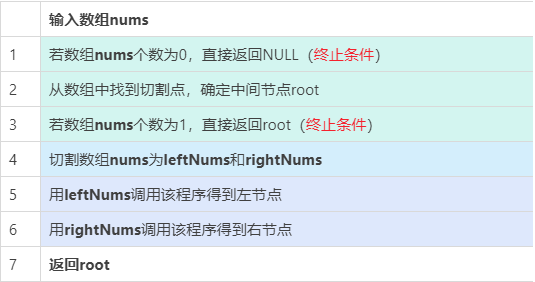 输入数组nums
1 若数组nums个数为0，直接返回NULL（终止条件）
2 从数组中找到切割点，确定中间节点root
3 若数组nums个数为1，直接返回root（终止条件）
4 切割数组nums为leftNums和rightNums
5 用leftNums调用该程序得到左节点
6 用rightNums调用该程序得到右节点
7 返回root